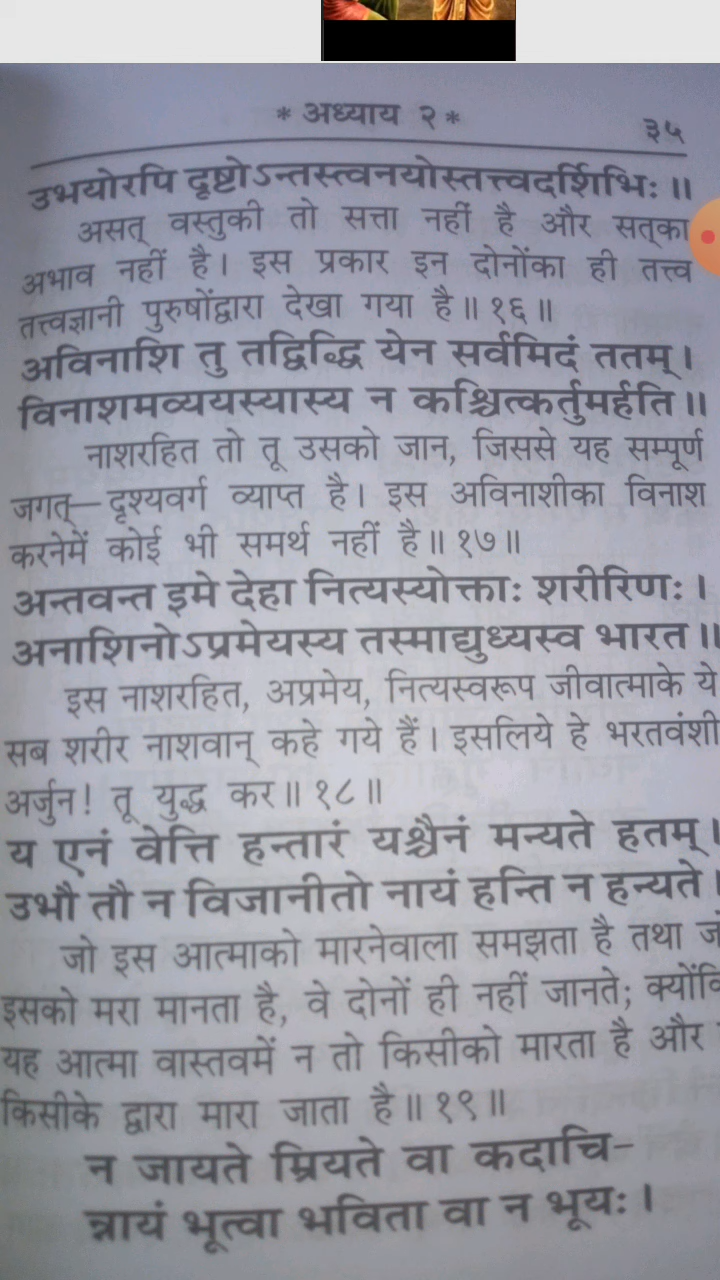 * अध्याय २ *
३५
उभयोरपि दृष्टोऽन्तस्त्वनयोस्तत्त्वदर्शिभिः ॥
असत् वस्तुकी तो सत्ता नहीं है और सत्‌का
अभाव नहीं है। इस प्रकार इन दोनोंका ही तत्त्व
तत्त्वज्ञानी पुरुषोंद्वारा देखा गया है॥ १६॥
अविनाशि तु तद्विद्धि येन सर्वमिदं ततम्।
विनाशमव्ययस्यास्य न कश्चित्कर्तुमर्हति॥
नाशरहित तो तू उसको जान, जिससे यह सम्पूर्ण
जगत्—दृश्यवर्ग व्याप्त है। इस अविनाशीका विनाश
करनेमें कोई भी समर्थ नहीं है॥ १७॥
अन्तवन्त इमे देहा नित्यस्योक्ताः शरीरिणः।
अनाशिनोऽप्रमेयस्य तस्माद्युध्यस्व भारत॥
इस नाशरहित, अप्रमेय, नित्यस्वरूप जीवात्माके ये
सब शरीर नाशवान् कहे गये हैं। इसलिये हे भरतवंशी
अर्जुन! तू युद्ध कर॥ १८॥
य एनं वेत्ति हन्तारं यश्चैनं मन्यते हतम्।
उभौ तौ न विजानीतो नायं हन्ति न हन्यते।
जो इस आत्माको मारनेवाला समझता है तथा
इसको मरा मानता है, वे दोनों ही नहीं जानते;
यह आत्मा वास्तवमें न तो किसीको मारता है और
किसीके द्वारा मारा जाता है॥ १९॥
न जायते म्रियते वा कदाचि-
न्नायं भूत्वा भविता वा न भूयः।